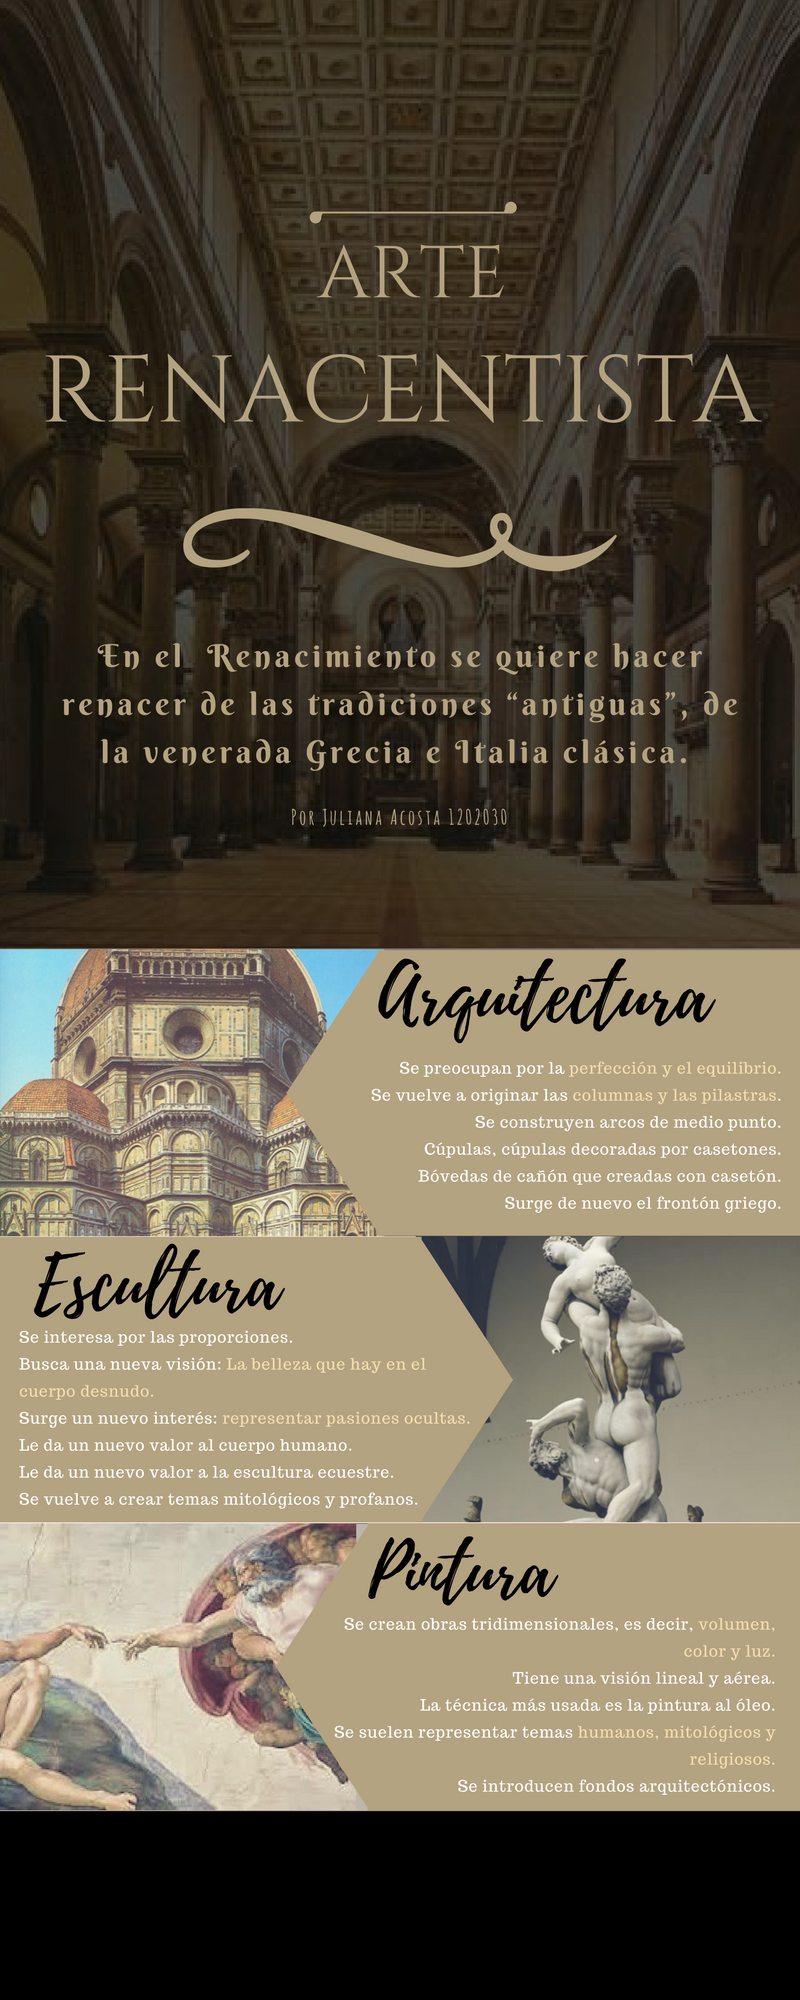 ARTE
RENACENTISTA
En el Renacimiento se quiere hacer
renacer de las tradiciones “antiguas”, de
la venerada Grecia e Italia clásica.
Por Juliana Acosta 1202030
Arquitectura
Se preocupan por la perfección y el equilibrio.
Se vuelve a originar las columnas y las pilastras.
Se construyen arcos de medio punto.
Cúpulas, cúpulas decoradas por casetones.
Bóvedas de cañón que creadas con casetón.
Surge de nuevo el frontón griego.
Escultura
Se interesa por las proporciones.
Busca una nueva visión: La belleza que hay en el
cuerpo desnudo.
Surge un nuevo interés: representar pasiones ocultas.
Le da un nuevo valor al cuerpo humano.
Le da un nuevo valor a la escultura ecuestre.
Se vuelve a crear temas mitológicos y profanos.
Pintura
Se crean obras tridimensionales, es decir, volumen,
color y luz.
Tiene una visión lineal y aérea.
La técnica más usada es la pintura al óleo.
Se suelen representar temas humanos, mitológicos y
religiosos.
Se introducen fondos arquitectónicos.